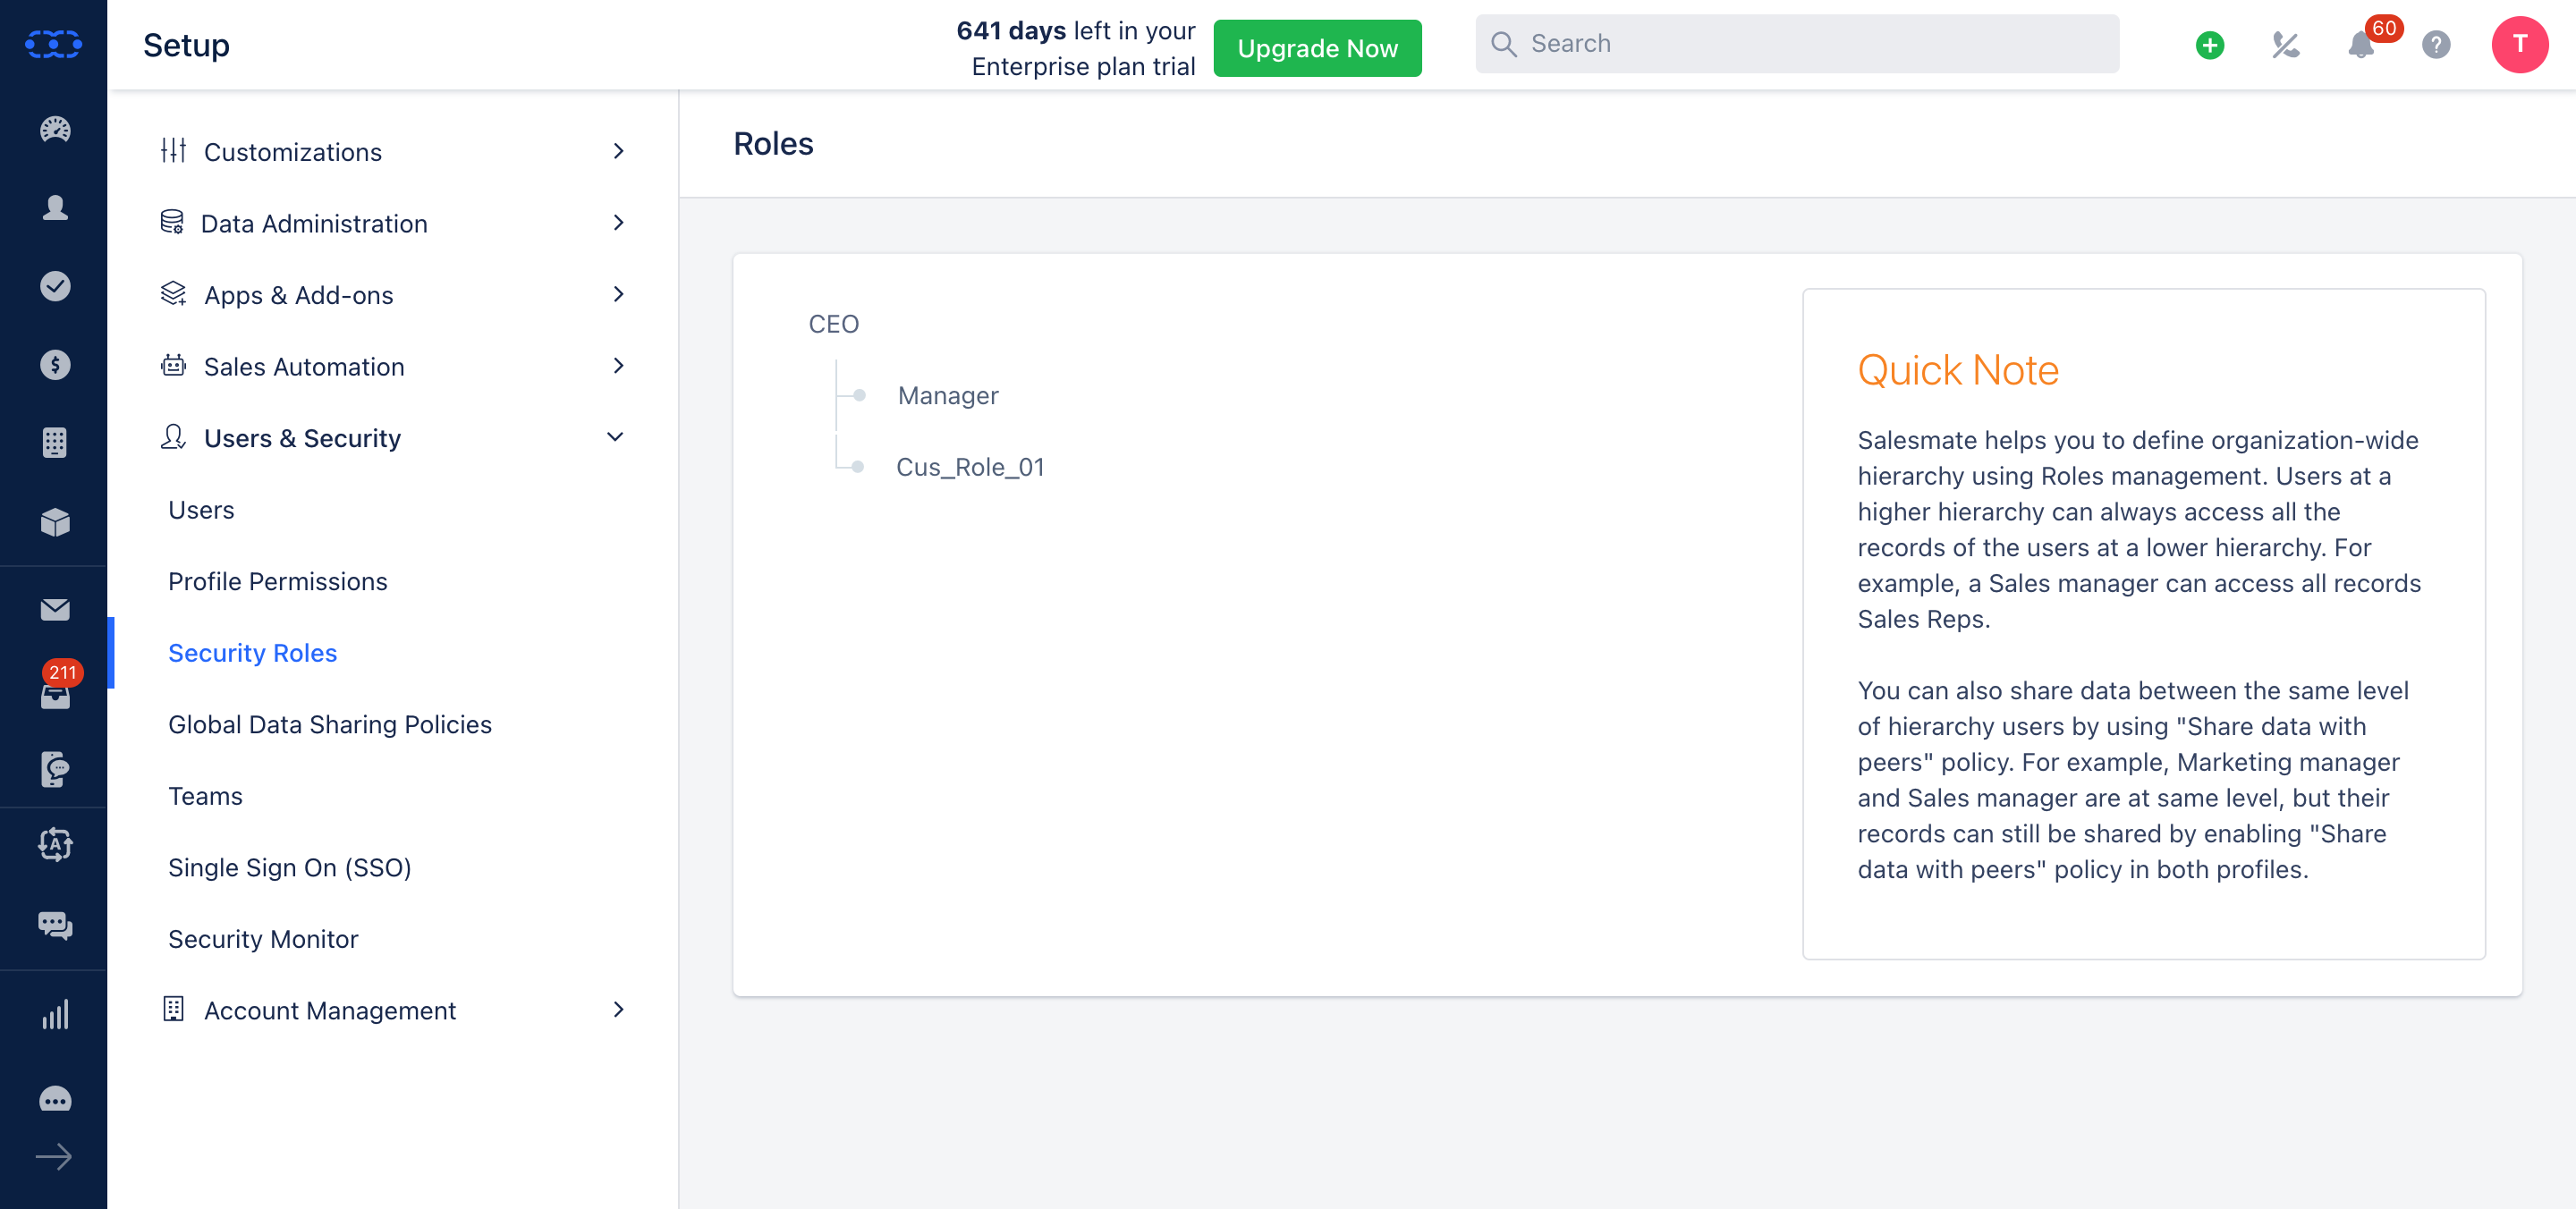 Setup
641 days left in your
Enterprise plan trial
Upgrade Now
Search
60
?
T
Customizations
Data Administration
Apps & Add-ons
Sales Automation
Users & Security
Users
Profile Permissions
Security Roles
Global Data Sharing Policies
Teams
Single Sign On (SSO)
Security Monitor
Account Management
$
211
A
Roles
CEO
Manager
Cus_Role_01
Quick Note
Salesmate helps you to define organization-wide
hierarchy using Roles management. Users at a
higher hierarchy can always access all the
records of the users at a lower hierarchy. For
example, a Sales manager can access all records
Sales Reps.
You can also share data between the same level
of hierarchy users by using "Share data with
peers" policy. For example, Marketing manager
and Sales manager are at same level, but their
records can still be shared by enabling "Share
data with peers" policy in both profiles.